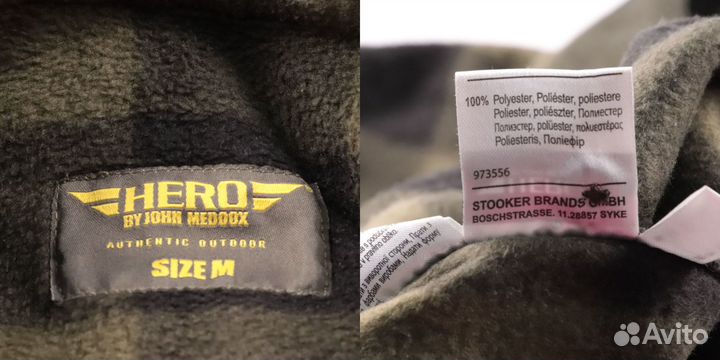 HERO
BY JOHN MEDOOX
AUTHENTIC OUTDOOR
SIZE M
100% Polyester, Poliéster, poliestere
Polyester, poliészter, Полиестер
Полиэстер, polüester, πολυεστέρας
Poliesteris, Поліефір
973556
STOOKER BRANDS GMBH
BOSCHSTRASSE. 11.28857 SYKE
Avito